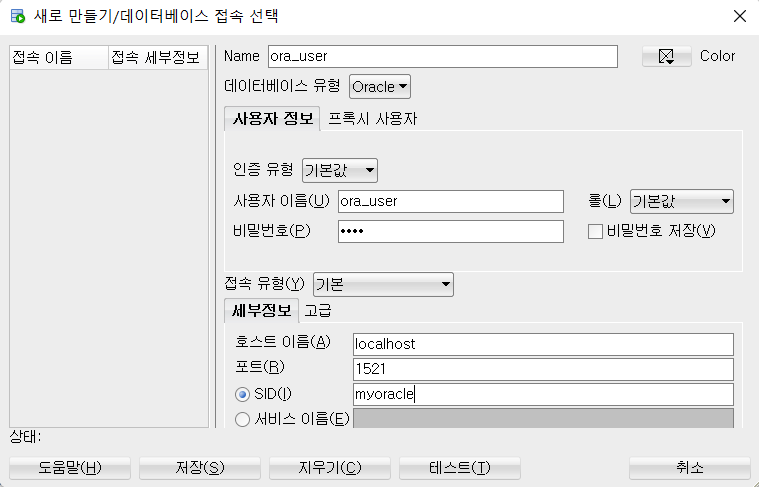 새로 만들기/데이터베이스 접속 선택
접속 이름 접속 세부정보
Name ora_user Color
데이터베이스 유형 Oracle
사용자 정보 프록시 사용자
인증 유형 기본값
사용자 이름(U) ora_user 롤(L) 기본값
비밀번호(P) •••• 비밀번호 저장(V)
접속 유형(Y) 기본
세부정보 고급
호스트 이름(A) localhost
포트(R) 1521
SID(I) myoracle
서비스 이름(E)
상태:
도움말(H) 저장(S) 지우기(C) 테스트(T) 취소